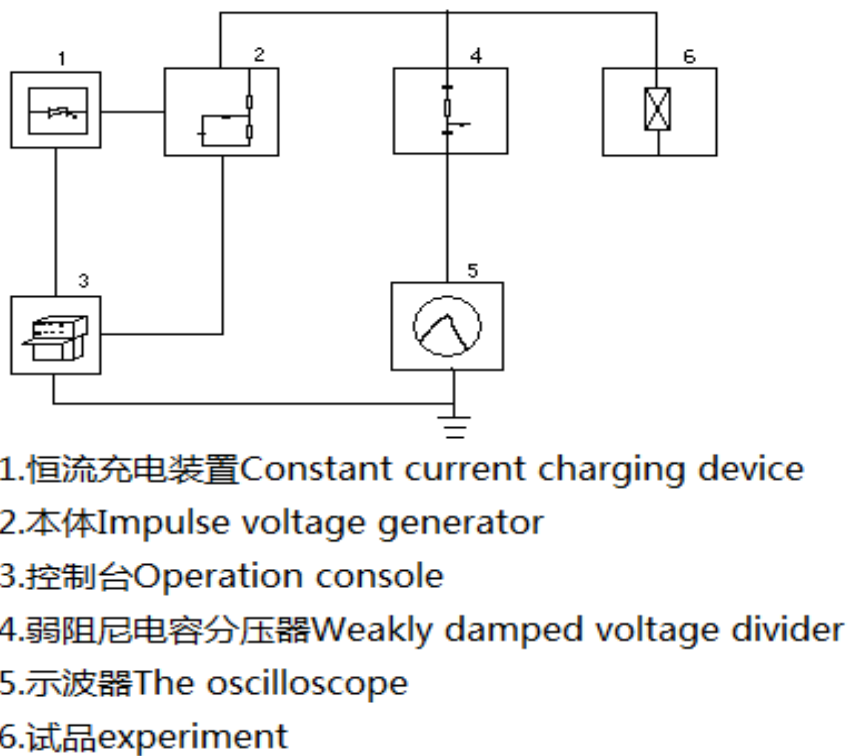 1
2
4
6
3
5
1.恒流充电装置Constant current charging device
2.本体Impulse voltage generator
3.控制台Operation console
4.弱阻尼电容分压器Weakly damped voltage divider
5.示波器The oscilloscope
6.试品experiment